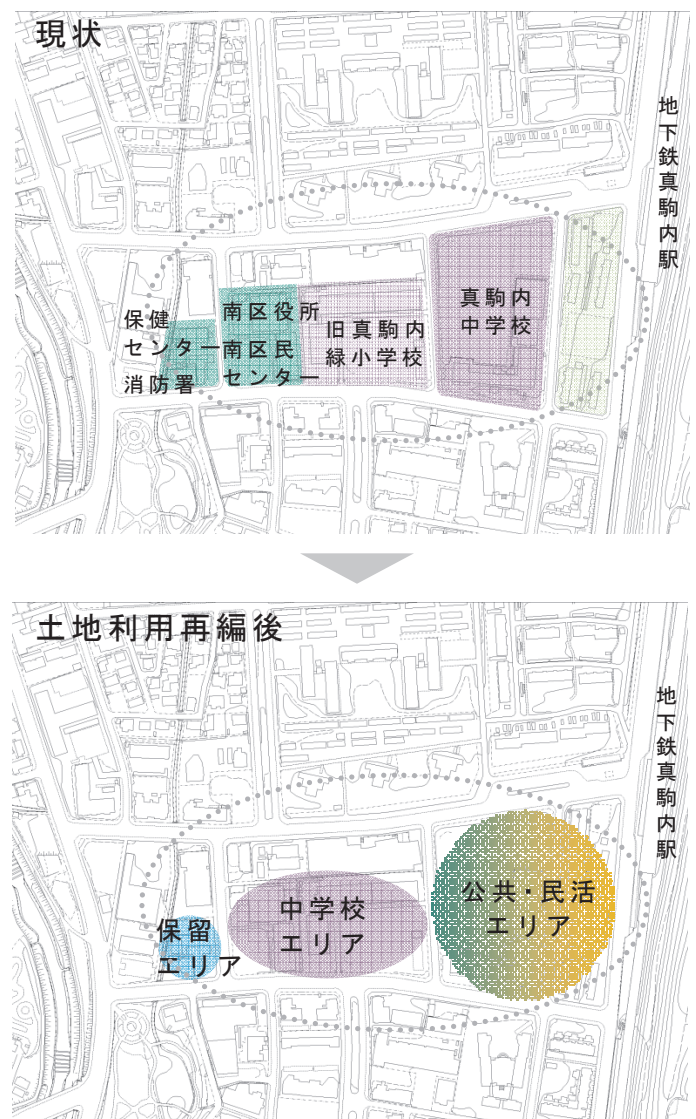 現状
地下鉄真駒内駅
保健
センター
消防署
南区役所
南区民
センター
旧真駒内
緑小学校
真駒内
中学校
土地利用再編後
地下鉄真駒内駅
保留
エリア
中学校
エリア
公共・民活
エリア